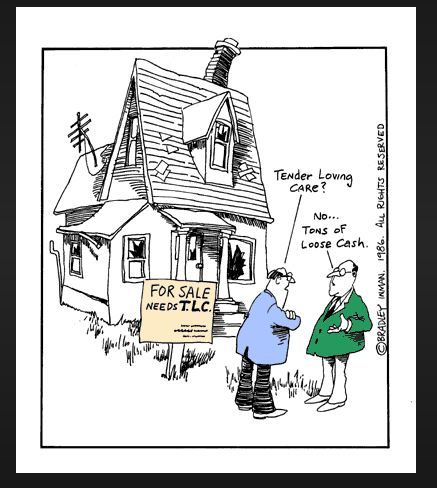 FOR SALE
NEEDS T.L.C.
Tender Loving
Care?
No...
Tons of
Loose Cash.
©BRADLEY INMAN. 1986. ALL RIGHTS RESERVED